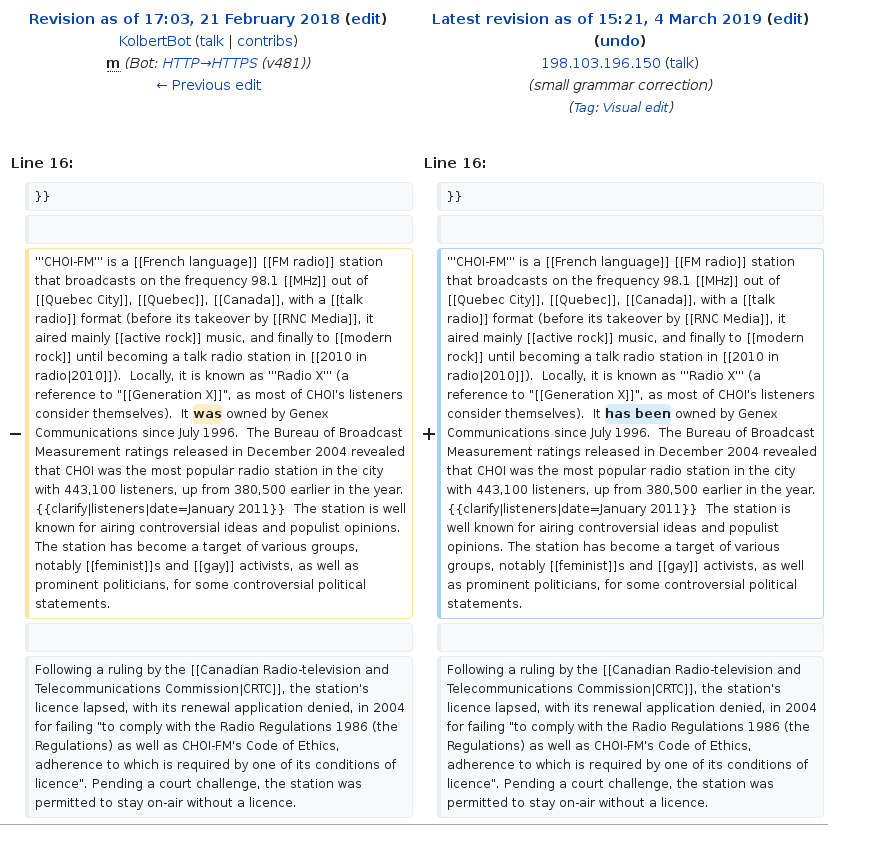 Revision as of 17:03, 21 February 2018 (edit)
KolbertBot (talk | contribs)
m (Bot: HTTP→HTTPS (v481))
← Previous edit
Latest revision as of 15:21, 4 March 2019 (edit)
(undo)
198.103.196.150 (talk)
(small grammar correction)
(Tag: Visual edit)
Line 16:
Line 16:
}}
}}
−
'''CHOI-FM''' is a [[French language]] [[FM radio]] station
that broadcasts on the frequency 98.1 [[MHz]] out of
[[Quebec City]], [[Quebec]], [[Canada]], with a [[talk
radio]] format (before its takeover by [[RNC Media]], it
aired mainly [[active rock]] music, and finally to [[modern
rock]] until becoming a talk radio station in [[2010 in
radio|2010]]).  Locally, it is known as '''Radio X''' (a
reference to "[[Generation X]]", as most of CHOI's listeners
consider themselves).  It was owned by Genex
Communications since July 1996.  The Bureau of Broadcast
Measurement ratings released in December 2004 revealed
that CHOI was the most popular radio station in the city
with 443,100 listeners, up from 380,500 earlier in the year.
{{clarify|listeners|date=January 2011}}  The station is well
known for airing controversial ideas and populist opinions.
The station has become a target of various groups,
notably [[feminist]]s and [[gay]] activists, as well as
prominent politicians, for some controversial political
statements.
+
'''CHOI-FM''' is a [[French language]] [[FM radio]] station
that broadcasts on the frequency 98.1 [[MHz]] out of
[[Quebec City]], [[Quebec]], [[Canada]], with a [[talk
radio]] format (before its takeover by [[RNC Media]], it
aired mainly [[active rock]] music, and finally to [[modern
rock]] until becoming a talk radio station in [[2010 in
radio|2010]]).  Locally, it is known as '''Radio X''' (a
reference to "[[Generation X]]", as most of CHOI's listeners
consider themselves).  It has been owned by Genex
Communications since July 1996.  The Bureau of Broadcast
Measurement ratings released in December 2004 revealed
that CHOI was the most popular radio station in the city
with 443,100 listeners, up from 380,500 earlier in the year.
{{clarify|listeners|date=January 2011}}  The station is
well known for airing controversial ideas and populist
opinions. The station has become a target of various
groups, notably [[feminist]]s and [[gay]] activists, as well
as prominent politicians, for some controversial political
statements.
Following a ruling by the [[Canadian Radio-television and
Telecommunications Commission|CRTC]], the station's
licence lapsed, with its renewal application denied, in 2004
for failing "to comply with the Radio Regulations 1986 (the
Regulations) as well as CHOI-FM's Code of Ethics,
adherence to which is required by one of its conditions of
licence". Pending a court challenge, the station was
permitted to stay on-air without a licence.
Following a ruling by the [[Canadian Radio-television and
Telecommunications Commission|CRTC]], the station's
licence lapsed, with its renewal application denied, in 2004
for failing "to comply with the Radio Regulations 1986 (the
Regulations) as well as CHOI-FM's Code of Ethics,
adherence to which is required by one of its conditions of
licence". Pending a court challenge, the station was
permitted to stay on-air without a licence.